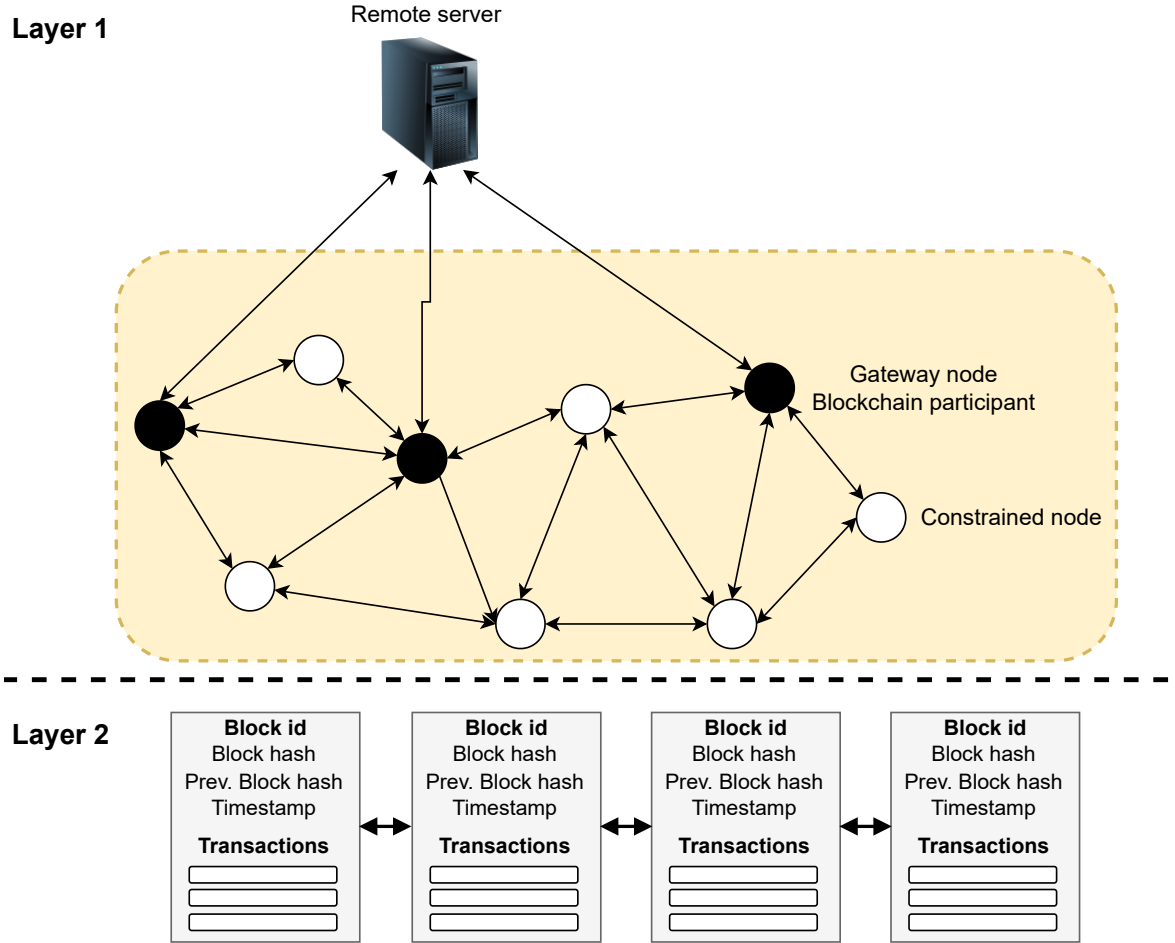 Layer 1
Remote server
Gateway node
Blockchain participant
Constrained node
Layer 2
Block id
Block hash
Prev. Block hash
Timestamp
Transactions
Block id
Block hash
Prev. Block hash
Timestamp
Transactions
Block id
Block hash
Prev. Block hash
Timestamp
Transactions
Block id
Block hash
Prev. Block hash
Timestamp
Transactions